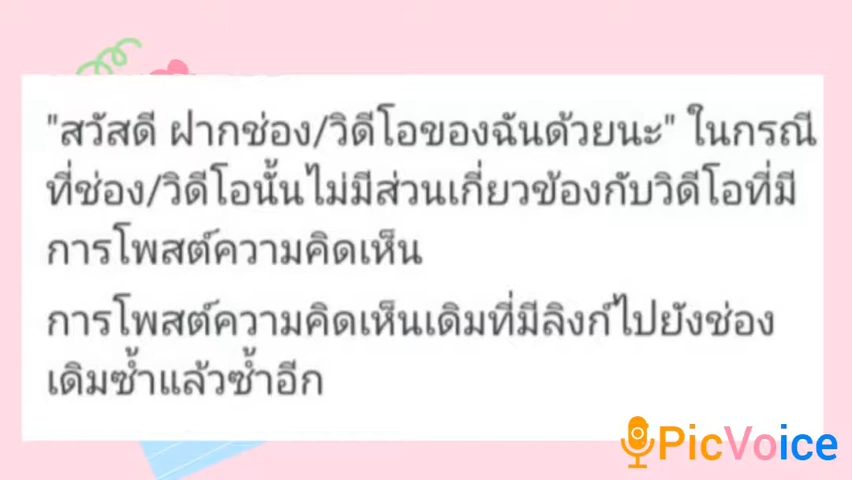 "สวัสดี ฝากช่อง/วิดีโอของฉันด้วยนะ" ในกรณี
ที่ช่อง/วิดีโอนั้นไม่มีส่วนเกี่ยวข้องกับวิดีโอที่มี
การโพสต์ความคิดเห็น
การโพสต์ความคิดเห็นเดิมที่มีลิงก์ไปยังช่อง
เดิมซ้ำแล้วซ้ำอีก
PicVoice